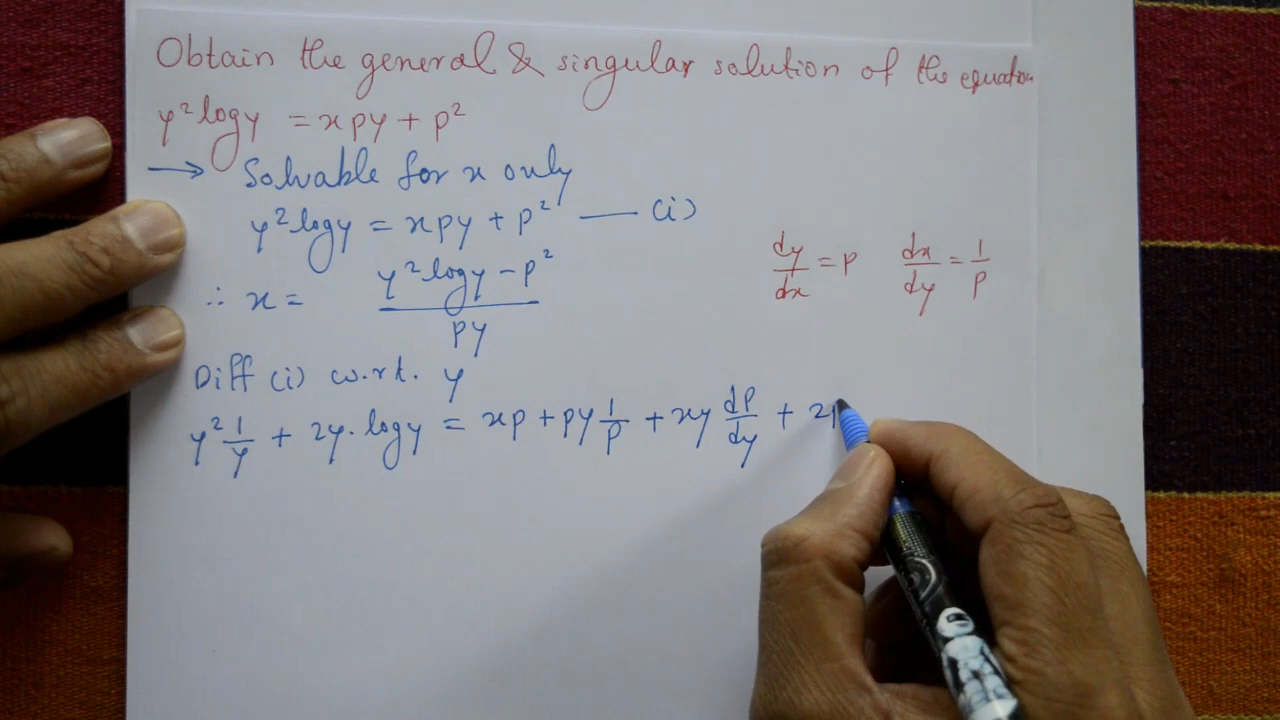 Obtain the general & singular solution of the equation
y² log y = xpy + p²
→ Solvable for x only
y² log y = xpy + p² — (i)
dy/dx = p dx/dy = 1/p
∴ x = (y² log y - p²)/py
Diff (i) w.r.t. y
y² 1/y + 2y. log y = xp + py 1/p + xy dp/dy + 2p